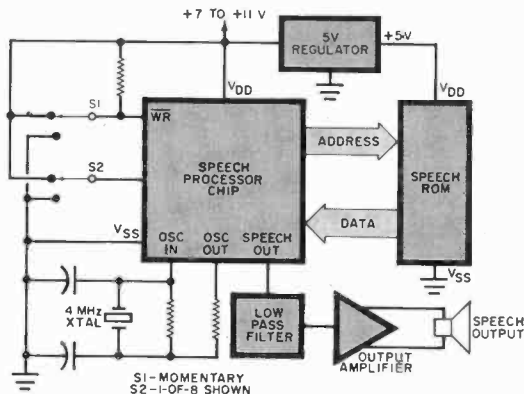 +7 TO +11 V
5V
REGULATOR
+5V
VDD
VDD
S1
WR
S2
SPEECH
PROCESSOR
CHIP
ADDRESS
SPEECH
ROM
DATA
VSS
OSC
IN
OSC
OUT
SPEECH
OUT
VSS
4 MHz
XTAL
LOW
PASS
FILTER
SPEECH
OUTPUT
OUTPUT
AMPLIFIER
S1-MOMENTARY
S2-1-OF-8 SHOWN